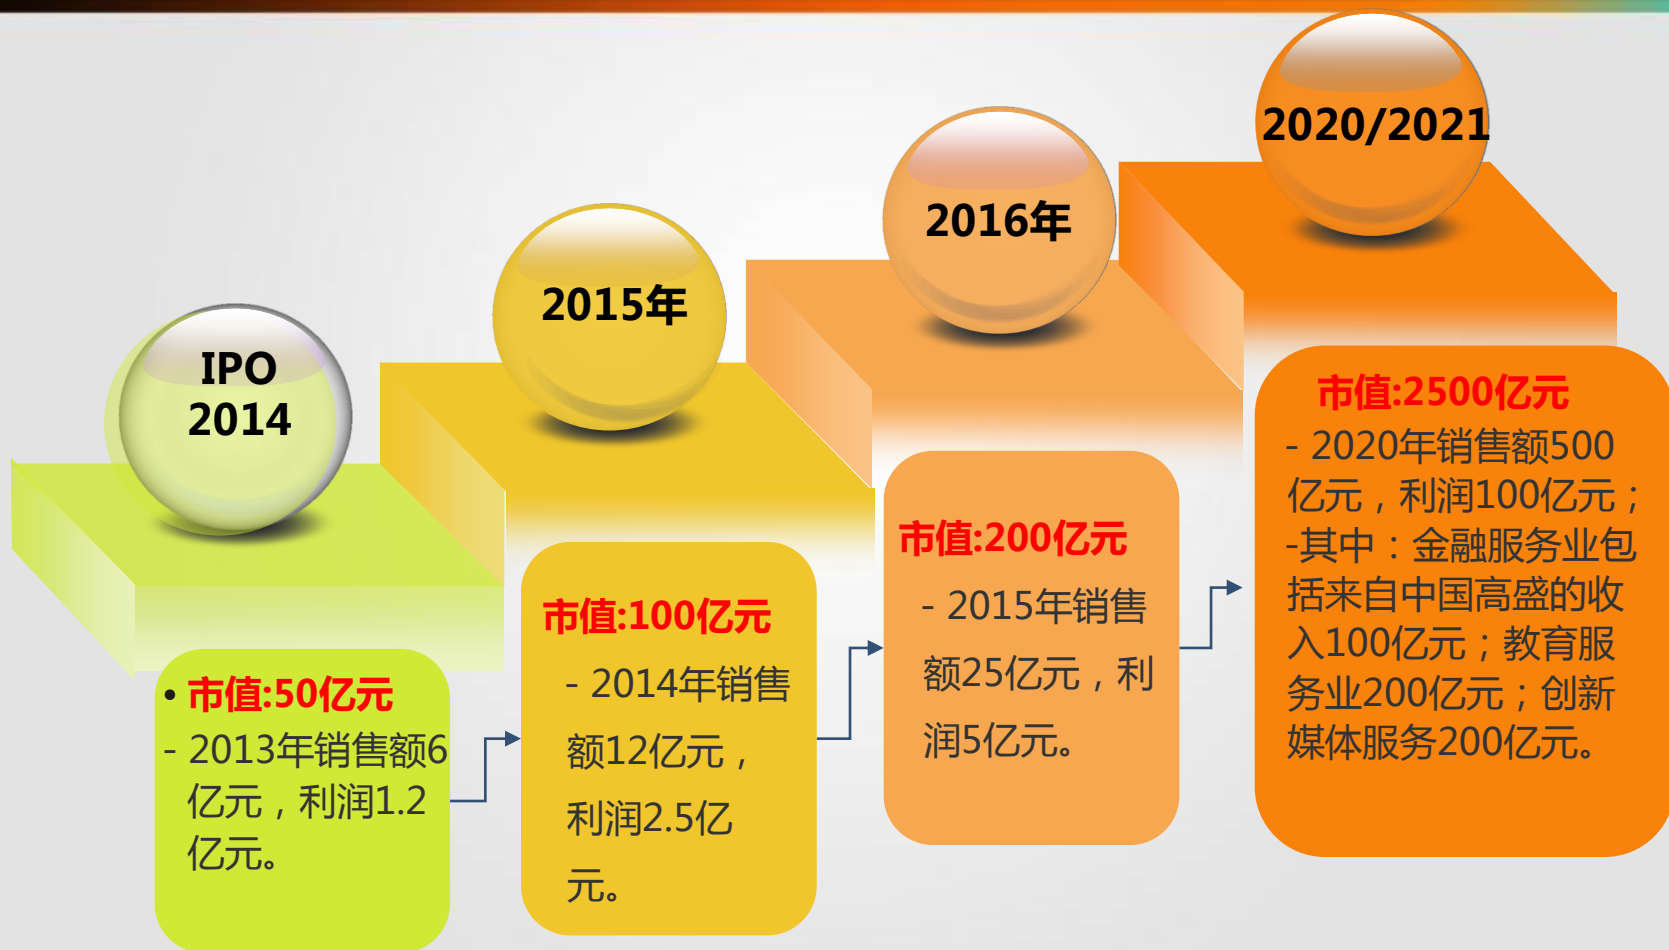 IPO
2014
• 市值:50亿元
- 2013年销售额6
亿元，利润1.2
亿元。
2015年
市值:100亿元
- 2014年销售
额12亿元，
利润2.5亿
元。
2016年
市值:200亿元
- 2015年销售
额25亿元，利
润5亿元。
2020/2021
市值:2500亿元
- 2020年销售额500
亿元，利润100亿元；
-其中：金融服务业包
括来自中国高盛的收
入100亿元；教育服
务业200亿元；创新
媒体服务200亿元。